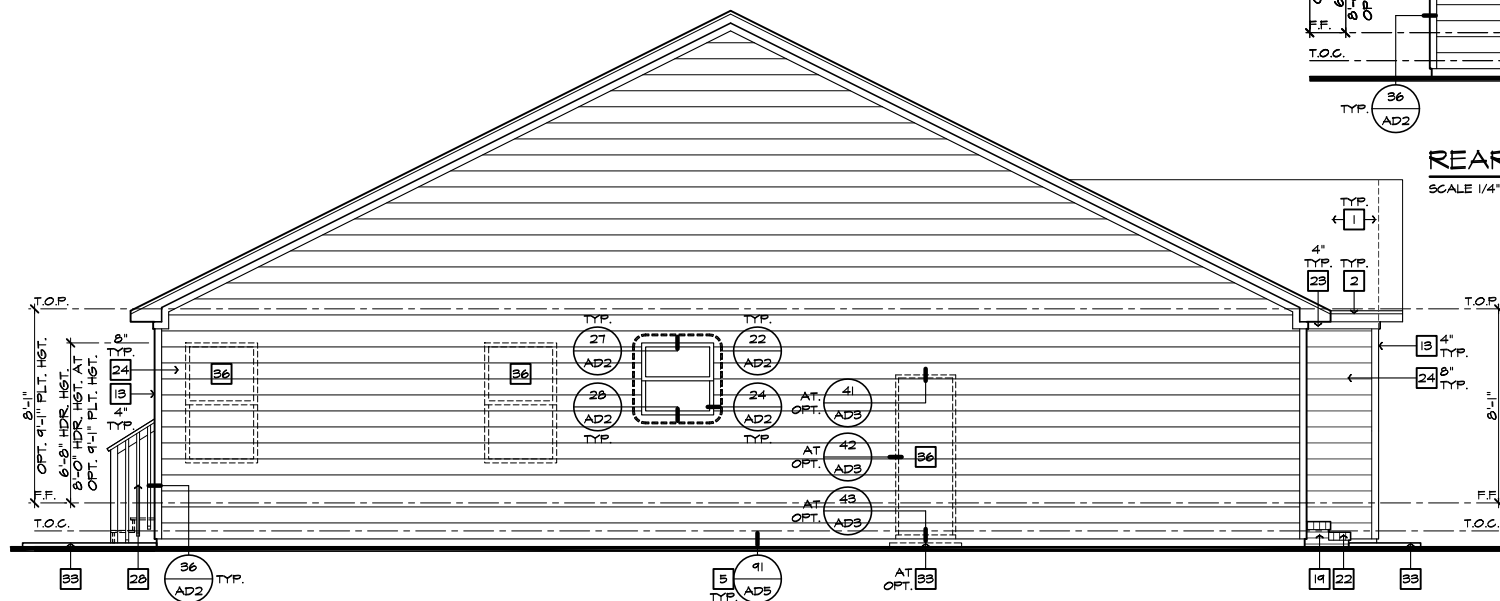 F.F.
T.O.C.
TYP.
36
AD2
REAR
SCALE 1/4"
TYP.
1
4"
TYP.
TYP.
23
2
T.O.P.
T.O.P.
8'-1"
OPT. 9'-1" PLT. HGT.
6'-8" HDR. HGT.
8'-0" HDR. HGT. AT
OPT. 9'-1" PLT. HGT.
8"
TYP.
24
13
4"
TYP.
36
36
TYP.
27
AD2
28
AD2
TYP.
TYP.
22
AD2
24
AD2
TYP.
AT
OPT.
41
AD3
AT
OPT.
42
AD3
AT
OPT.
43
AD3
36
13
4"
TYP.
24
8"
TYP.
8'-1"
F.F.
T.O.C.
F.F.
T.O.C.
33
28
36
AD2
TYP.
5
TYP.
91
AD5
AT
OPT.
33
19
22
33